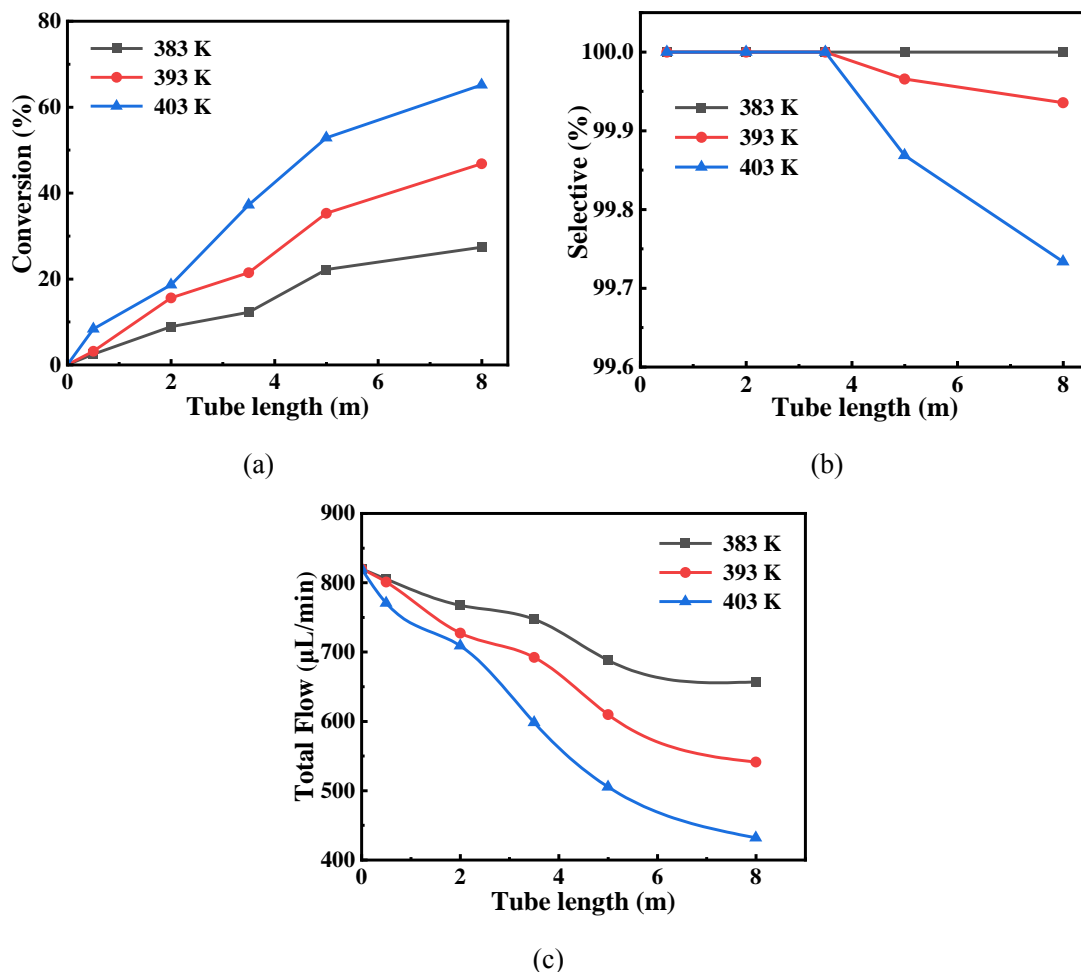 80
60
40
20
0
Conversion (%)
383 K
393 K
403 K
0 2 4 6 8
Tube length (m)
(a)
100.0
99.9
99.8
99.7
99.6
Selective (%)
383 K
393 K
403 K
0 2 4 6 8
Tube length (m)
(b)
900
800
700
600
500
400
Total Flow (μL/min)
383 K
393 K
403 K
0 2 4 6 8
Tube length (m)
(c)